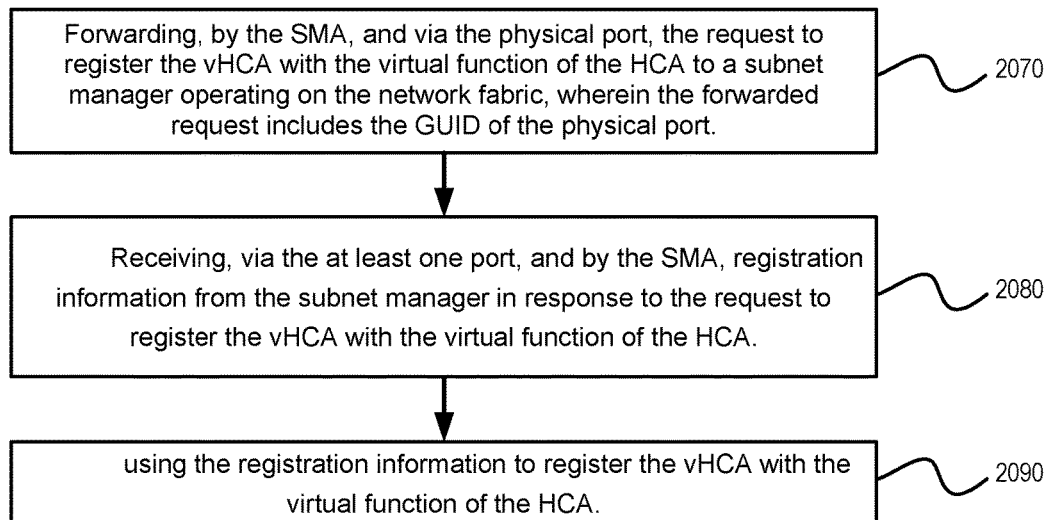 Forwarding, by the SMA, and via the physical port, the request to
register the vHCA with the virtual function of the HCA to a subnet
manager operating on the network fabric, wherein the forwarded
request includes the GUID of the physical port.
2070
Receiving, via the at least one port, and by the SMA, registration
information from the subnet manager in response to the request to
register the vHCA with the virtual function of the HCA.
2080
using the registration information to register the vHCA with the
virtual function of the HCA.
2090